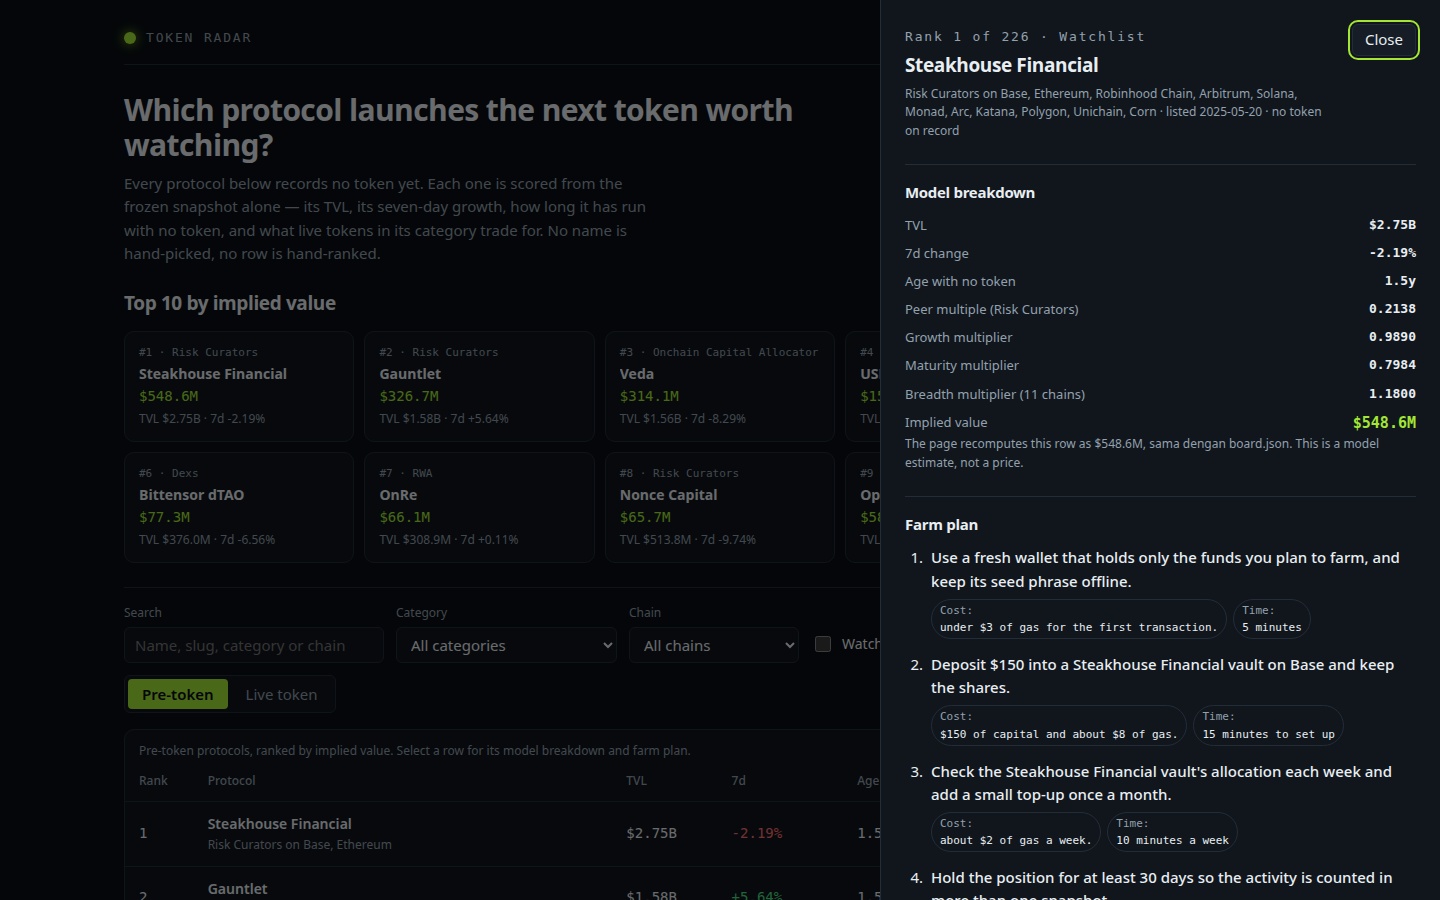 TOKEN RADAR
Which protocol launches the next token worth
watching?
Every protocol below records no token yet. Each one is scored from the
frozen snapshot alone — its TVL, its seven-day growth, how long it has run
with no token, and what live tokens in its category trade for. No name is
hand-picked, no row is hand-ranked.
Top 10 by implied value
#1 · Risk Curators
Steakhouse Financial
$548.6M
TVL $2.75B · 7d -2.19%
#2 · Risk Curators
Gauntlet
$326.7M
TVL $1.58B · 7d +5.64%
#3 · Onchain Capital Allocator
Veda
$314.1M
TVL $1.56B · 7d -8.29%
#4
#6 · Dexs
Bittensor dTAO
$77.3M
TVL $376.0M · 7d -6.56%
#7 · RWA
OnRe
$66.1M
TVL $308.9M · 7d +0.11%
#8 · Risk Curators
Nonce Capital
$65.7M
TVL $513.8M · 7d -9.74%
#9
Search
Category
Chain
Name, slug, category or chain
All categories
All chains
Watch
Pre-token
Live token
Pre-token protocols, ranked by implied value. Select a row for its model breakdown and farm plan.
Rank
Protocol
TVL
7d
Age
1
Steakhouse Financial
Risk Curators on Base, Ethereum
$2.75B
-2.19%
1.5
2
Gauntlet
$1.58B
+5.64%
1.5
Rank 1 of 226 · Watchlist
Close
Steakhouse Financial
Risk Curators on Base, Ethereum, Robinhood Chain, Arbitrum, Solana,
Monad, Arc, Katana, Polygon, Unichain, Corn · listed 2025-05-20 · no token
on record
Model breakdown
TVL
$2.75B
7d change
-2.19%
Age with no token
1.5y
Peer multiple (Risk Curators)
0.2138
Growth multiplier
0.9890
Maturity multiplier
0.7984
Breadth multiplier (11 chains)
1.1800
Implied value
$548.6M
The page recomputes this row as $548.6M, sama dengan board.json. This is a model
estimate, not a price.
Farm plan
1. Use a fresh wallet that holds only the funds you plan to farm, and
keep its seed phrase offline.
Cost:
under $3 of gas for the first transaction.
Time:
5 minutes
2. Deposit $150 into a Steakhouse Financial vault on Base and keep
the shares.
Cost:
$150 of capital and about $8 of gas.
Time:
15 minutes to set up
3. Check the Steakhouse Financial vault's allocation each week and
add a small top-up once a month.
Cost:
about $2 of gas a week.
Time:
10 minutes a week
4. Hold the position for at least 30 days so the activity is counted in
more than one snapshot.